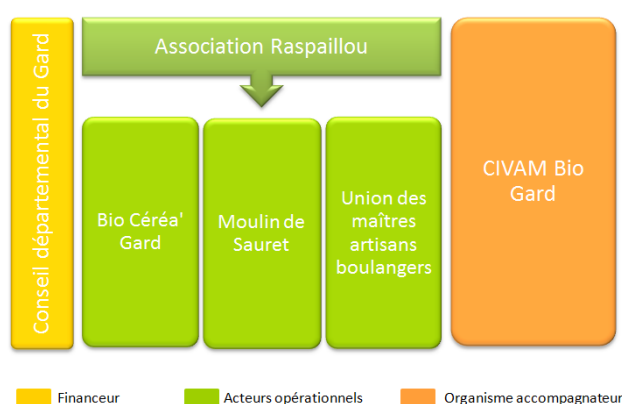 Conseil départemental du Gard
Association Raspaillou
Bio Céréa'
Gard
Moulin de
Sauret
Union des
maîtres
artisans
boulangers
CIVAM Bio
Gard
Financeur
Acteurs opérationnels
Organisme accompagnateur